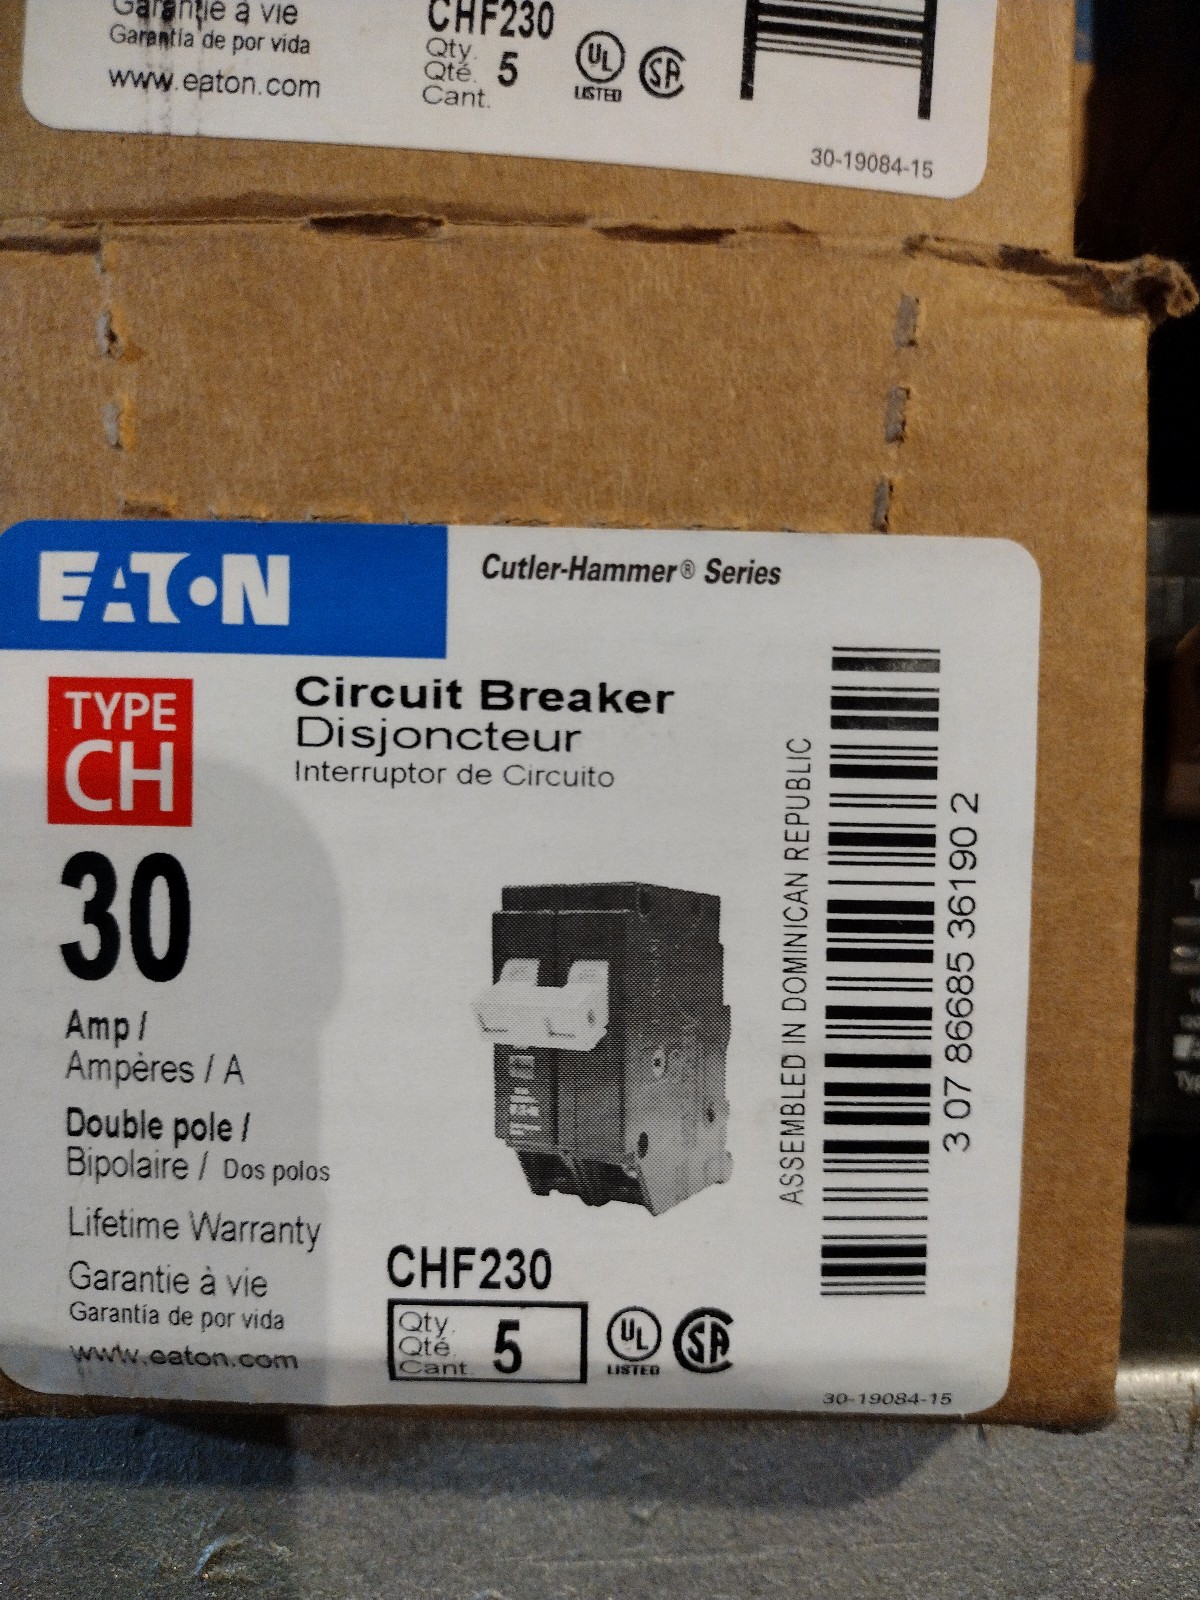 Garantie à vie
Garantía de por vida
www.eaton.com
CHF230
Qty.
Qté.
Cant.
5
UL
LISTED
SA
30-19084-15
EATON
Cutler-Hammer® Series
TYPE
CH
Circuit Breaker
Disjoncteur
Interruptor de Circuito
30
Amp /
Ampères / A
Double pole /
Bipolaire / Dos polos
Lifetime Warranty
Garantie à vie
Garantía de por vida
www.eaton.com
CHF230
Qty.
Qté.
Cant.
5
UL
LISTED
SA
ASSEMBLED IN DOMINICAN REPUBLIC
3 07 86685 36190 2
30-19084-15